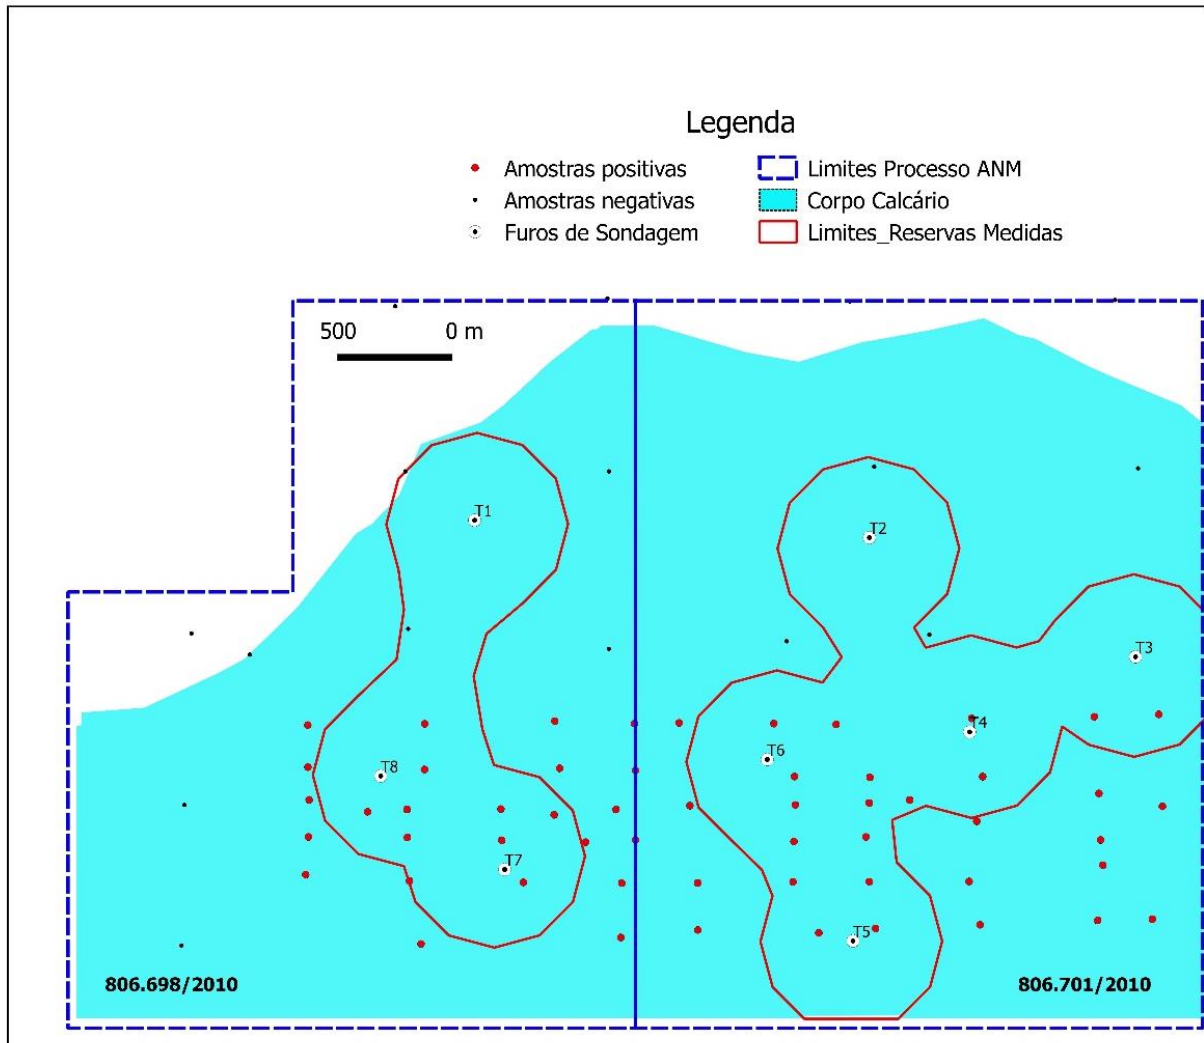 Legenda
Amostras positivas
Limites Processo ANM
Amostras negativas
Corpo Calcário
Furos de Sondagem
Limites_Reservas Medidas
500 0 m
T1
T2
T3
T4
T6
T8
T7
T5
806.698/2010
806.701/2010